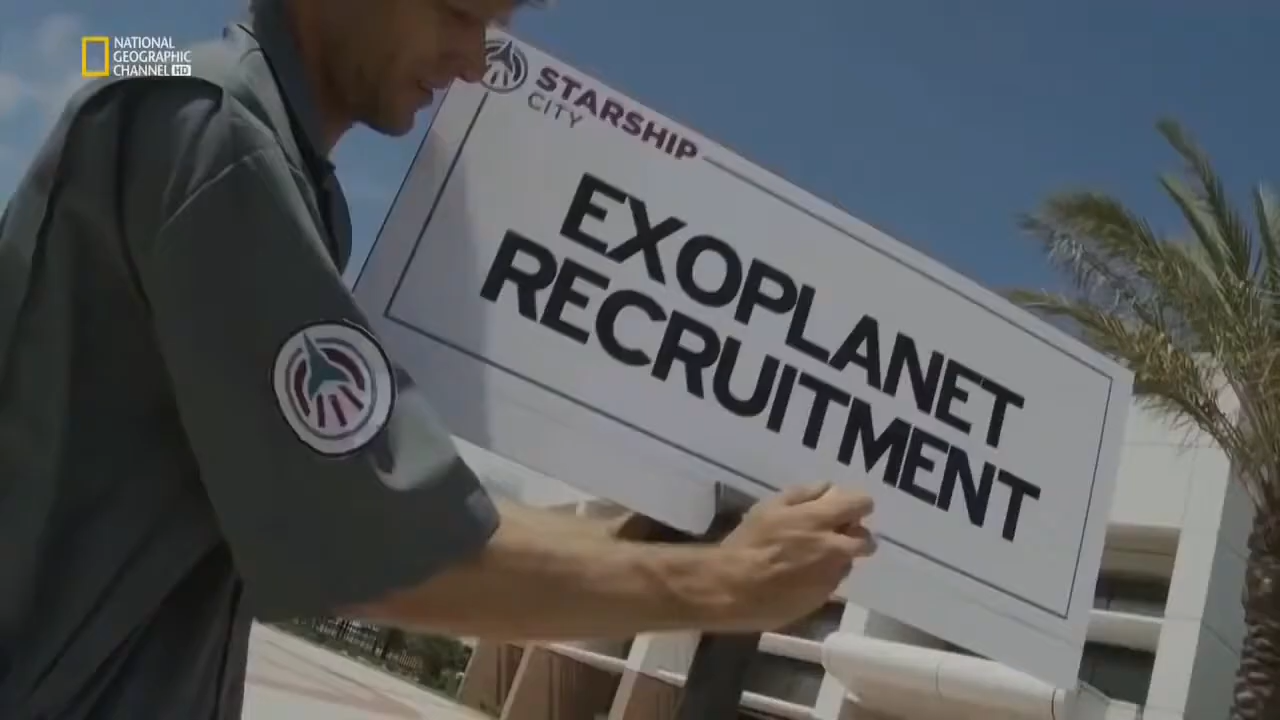 NATIONAL
GEOGRAPHIC
CHANNEL HD
STARSHIP
CITY
EXOPLANET
RECRUITMENT